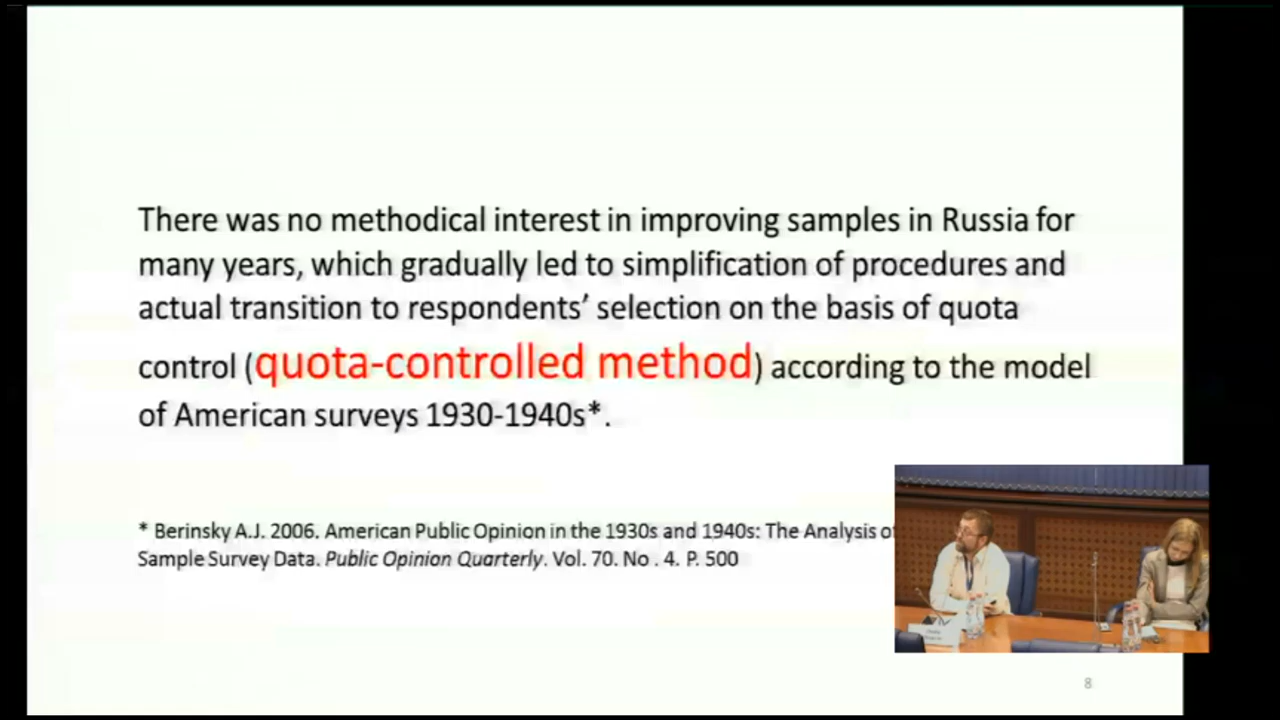 There was no methodical interest in improving samples in Russia for
many years, which gradually led to simplification of procedures and
actual transition to respondents’ selection on the basis of quota
control (quota-controlled method) according to the model
of American surveys 1930-1940s*.
* Berinsky A.J. 2006. American Public Opinion in the 1930s and 1940s: The Analysis
Sample Survey Data. Public Opinion Quarterly. Vol. 70. No . 4. P. 500
8